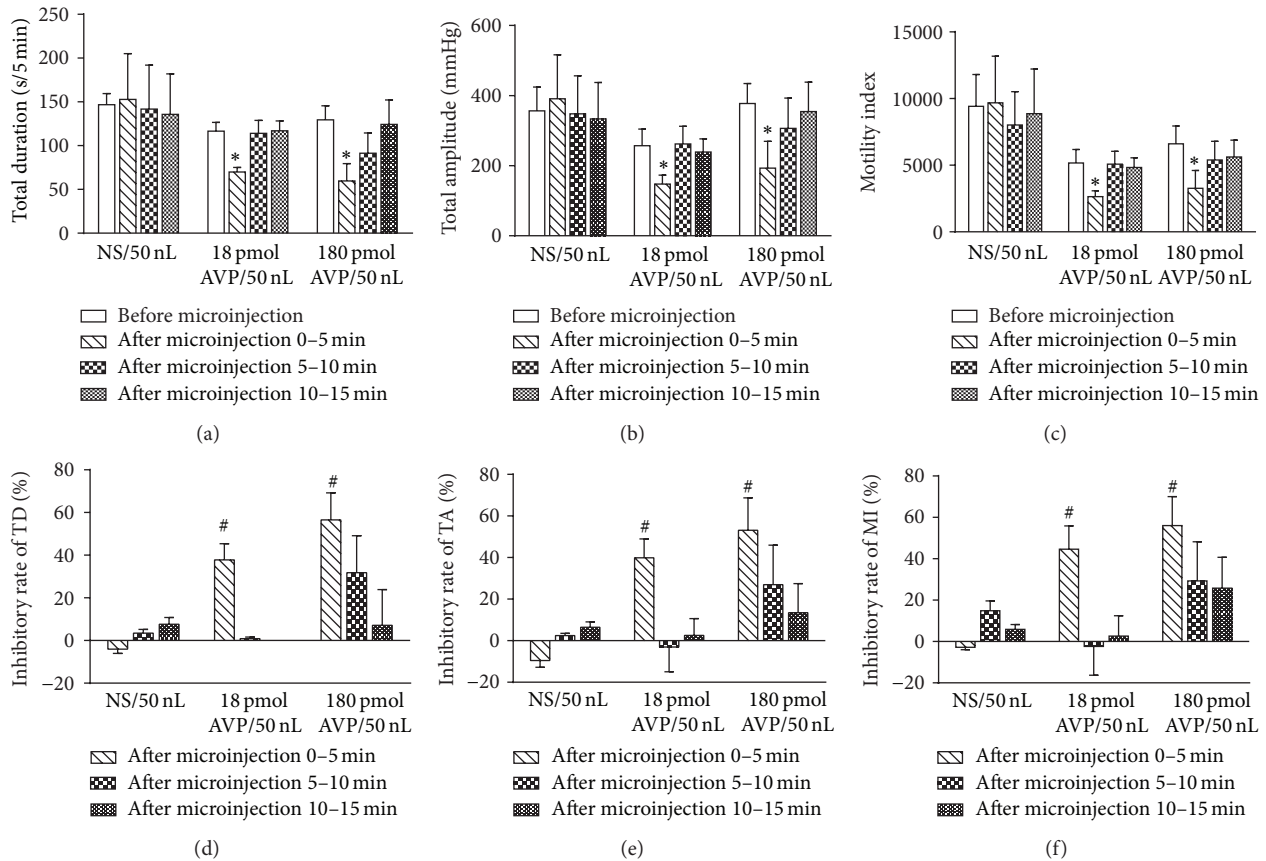 250
200
150
100
50
0
Total duration (s/5 min)
*
*
NS/50 nL
18 pmol
AVP/50 nL
180 pmol
AVP/50 nL
Before microinjection
After microinjection 0–5 min
After microinjection 5–10 min
After microinjection 10–15 min
(a)
600
400
200
0
Total amplitude (mmHg)
*
*
NS/50 nL
18 pmol
AVP/50 nL
180 pmol
AVP/50 nL
Before microinjection
After microinjection 0–5 min
After microinjection 5–10 min
After microinjection 10–15 min
(b)
15000
10000
5000
0
Motility index
*
*
NS/50 nL
18 pmol
AVP/50 nL
180 pmol
AVP/50 nL
Before microinjection
After microinjection 0–5 min
After microinjection 5–10 min
After microinjection 10–15 min
(c)
80
60
40
20
0
−20
Inhibitory rate of TD (%)
#
#
NS/50 nL
18 pmol
AVP/50 nL
180 pmol
AVP/50 nL
After microinjection 0–5 min
After microinjection 5–10 min
After microinjection 10–15 min
(d)
80
60
40
20
0
−20
Inhibitory rate of TA (%)
#
#
NS/50 nL
18 pmol
AVP/50 nL
180 pmol
AVP/50 nL
After microinjection 0–5 min
After microinjection 5–10 min
After microinjection 10–15 min
(e)
80
60
40
20
0
−20
Inhibitory rate of MI (%)
#
#
NS/50 nL
18 pmol
AVP/50 nL
180 pmol
AVP/50 nL
After microinjection 0–5 min
After microinjection 5–10 min
After microinjection 10–15 min
(f)